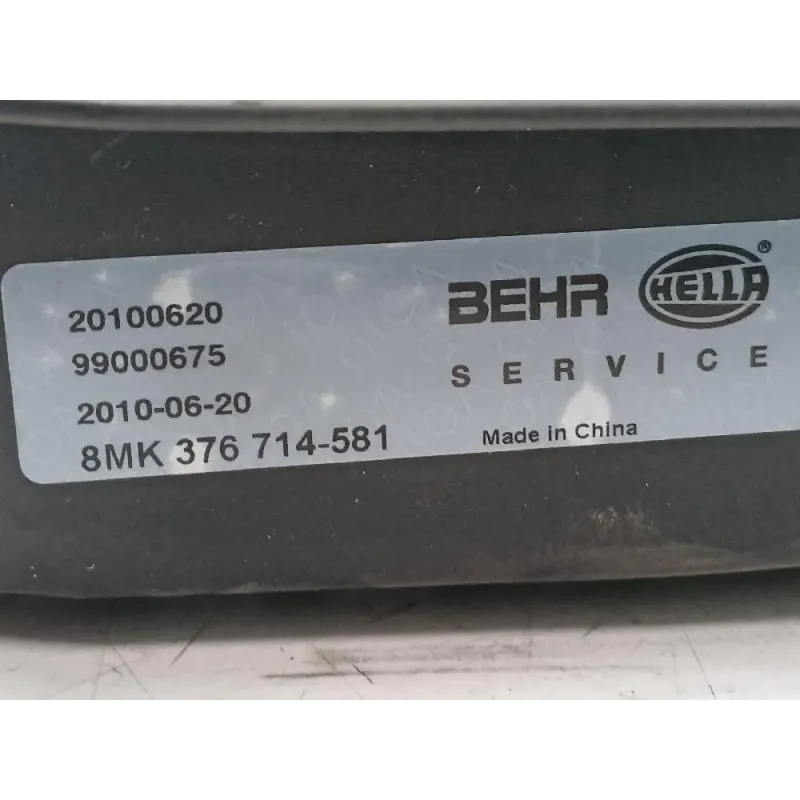 20100620
99000675
2010-06-20
8MK 376 714-581
BEHR HELLA®
SERVICE
Made in China